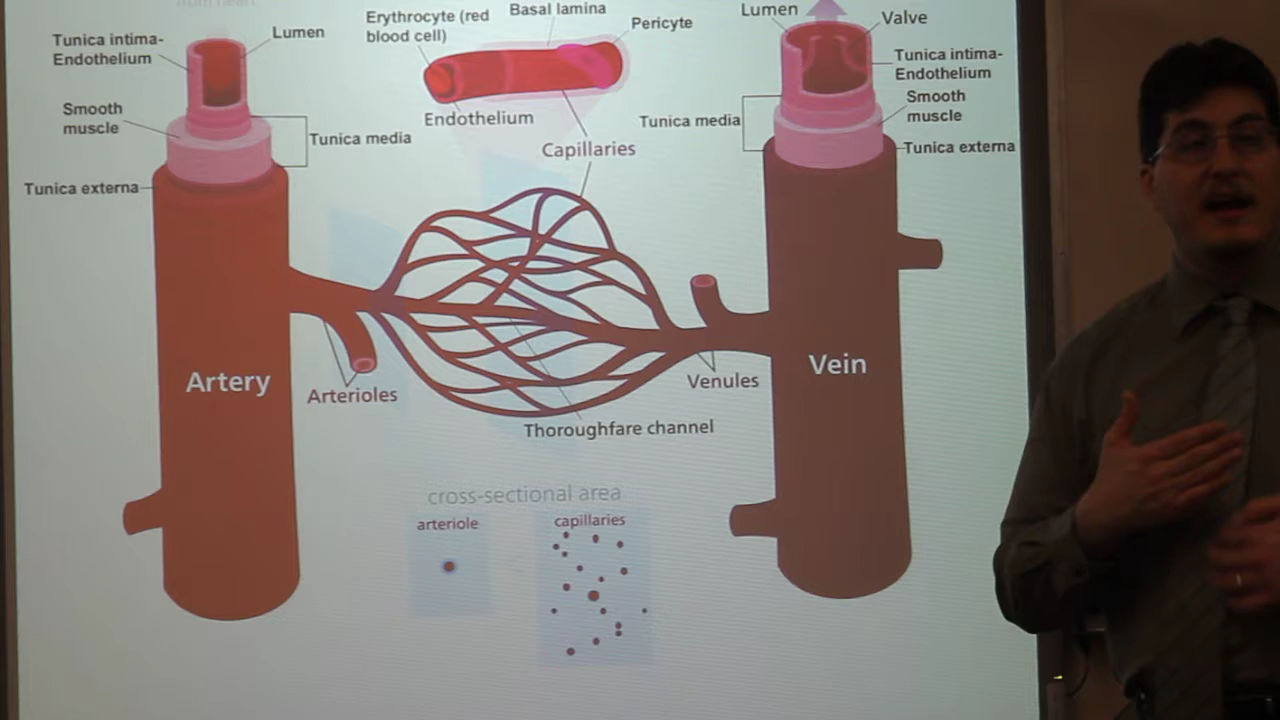 from heart
Tunica intima-
Endothelium
Lumen
Smooth
muscle
Tunica media
Tunica externa
Erythrocyte (red
blood cell)
Basal lamina
Pericyte
Endothelium
Capillaries
Lumen
Valve
Tunica intima-
Endothelium
Smooth
muscle
Tunica media
Tunica externa
Artery
Arterioles
Venules
Vein
Thoroughfare channel
cross-sectional area
arteriole
capillaries